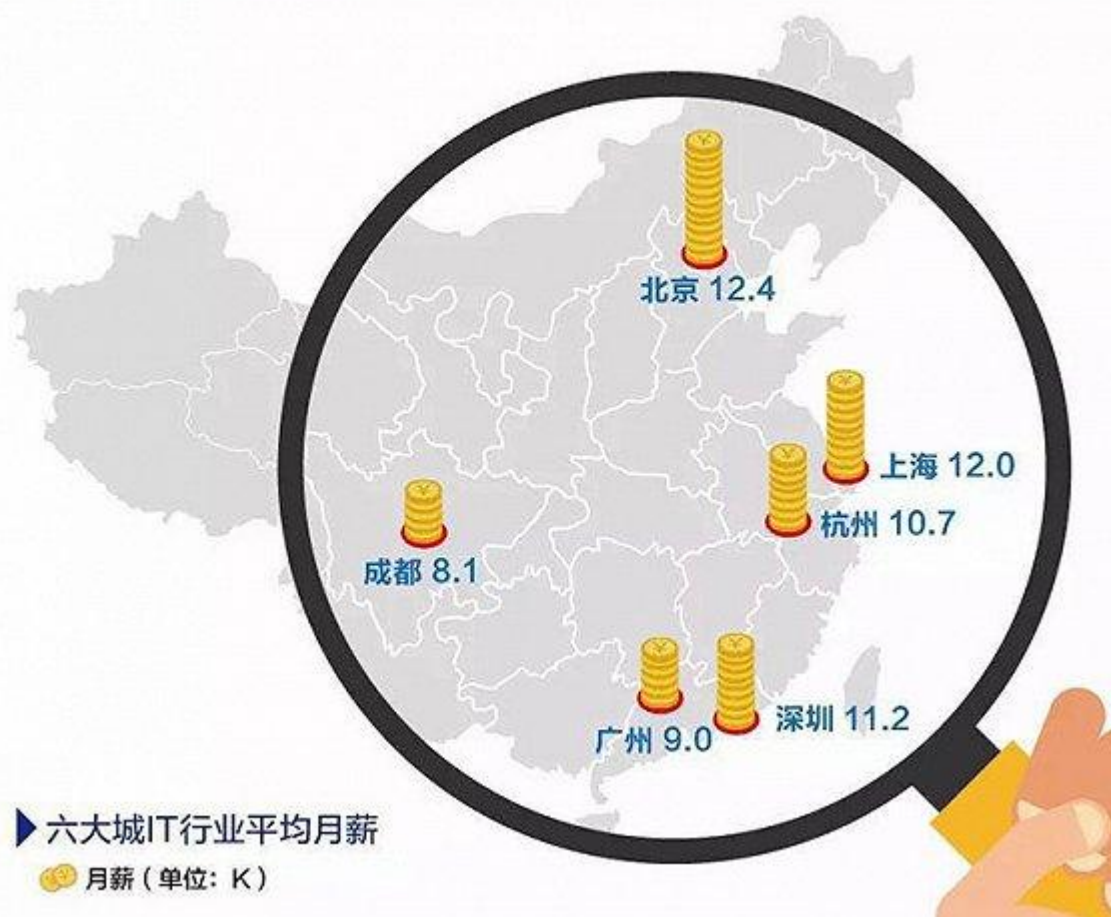 北京 12.4
上海 12.0
杭州 10.7
成都 8.1
广州 9.0
深圳 11.2
六大城IT行业平均月薪
月薪（单位：K）